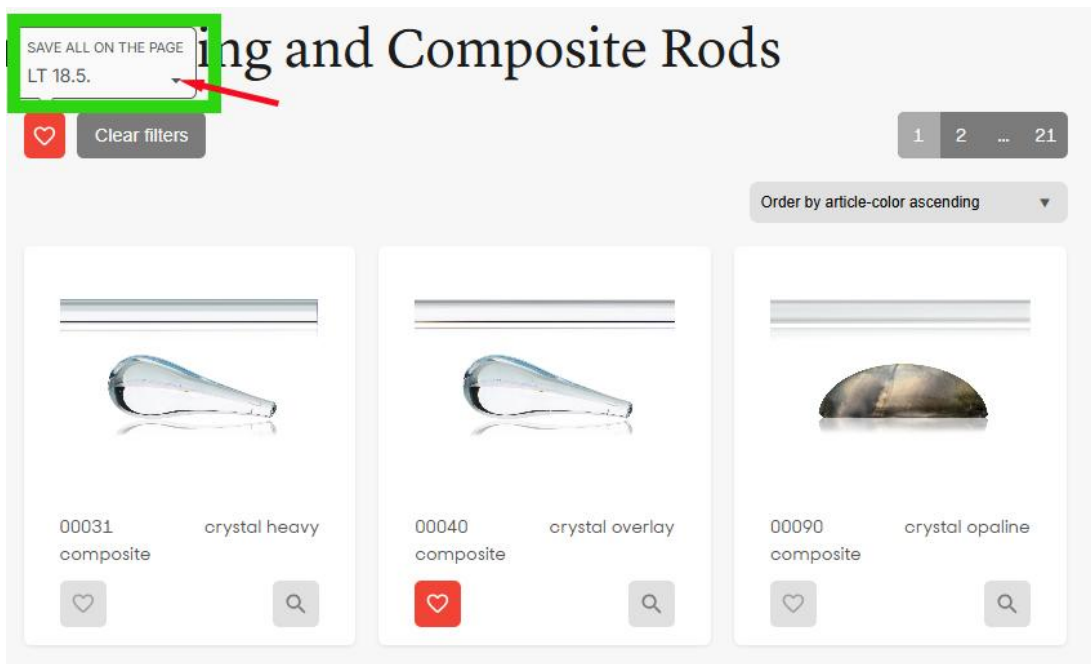 SAVE ALL ON THE PAGE
LT 18.5.
ing and Composite Rods
Clear filters
1 2 ... 21
Order by article-color ascending
00031 crystal heavy
composite
00040 crystal overlay
composite
00090 crystal opaline
composite